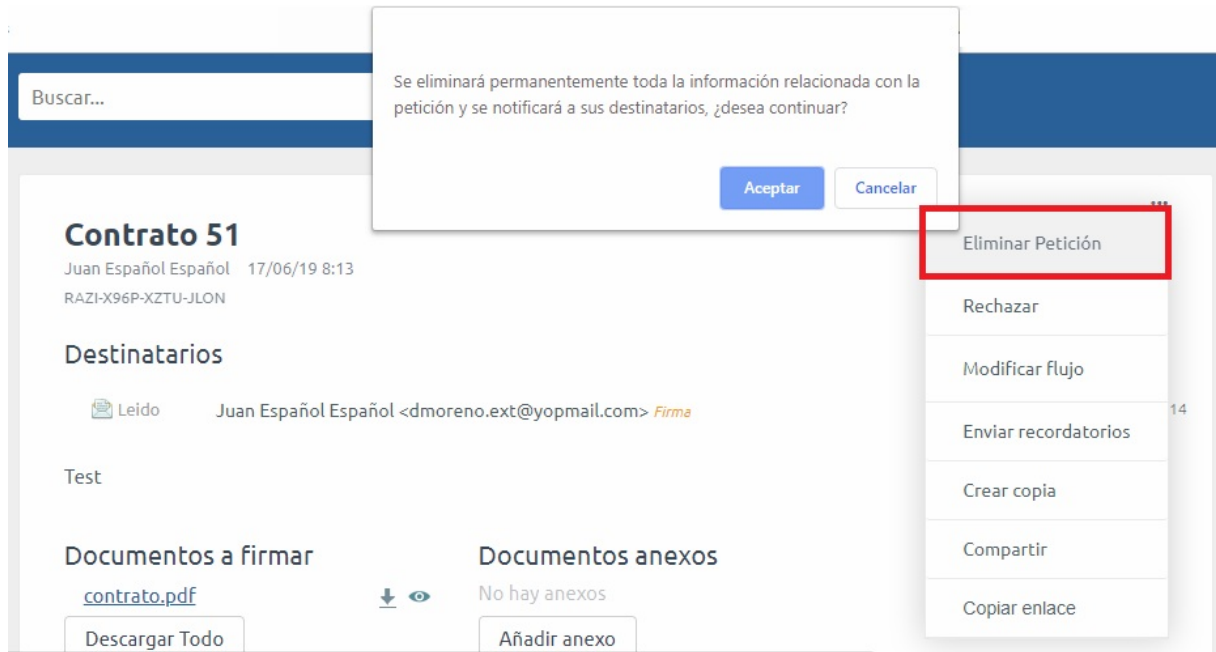 Se eliminará permanentemente toda la información relacionada con la
petición y se notificará a sus destinatarios, ¿desea continuar?
Aceptar
Cancelar
Buscar...
Contrato 51
Juan Español Español 17/06/19 8:13
RAZI-X96P-XZTU-JLON
Destinatarios
Leido Juan Español Español <dmoreno.ext@yopmail.com> Firma
14
Test
Documentos a firmar
contrato.pdf
Descargar Todo
Documentos anexos
No hay anexos
Añadir anexo
Eliminar Petición
Rechazar
Modificar flujo
Enviar recordatorios
Crear copia
Compartir
Copiar enlace